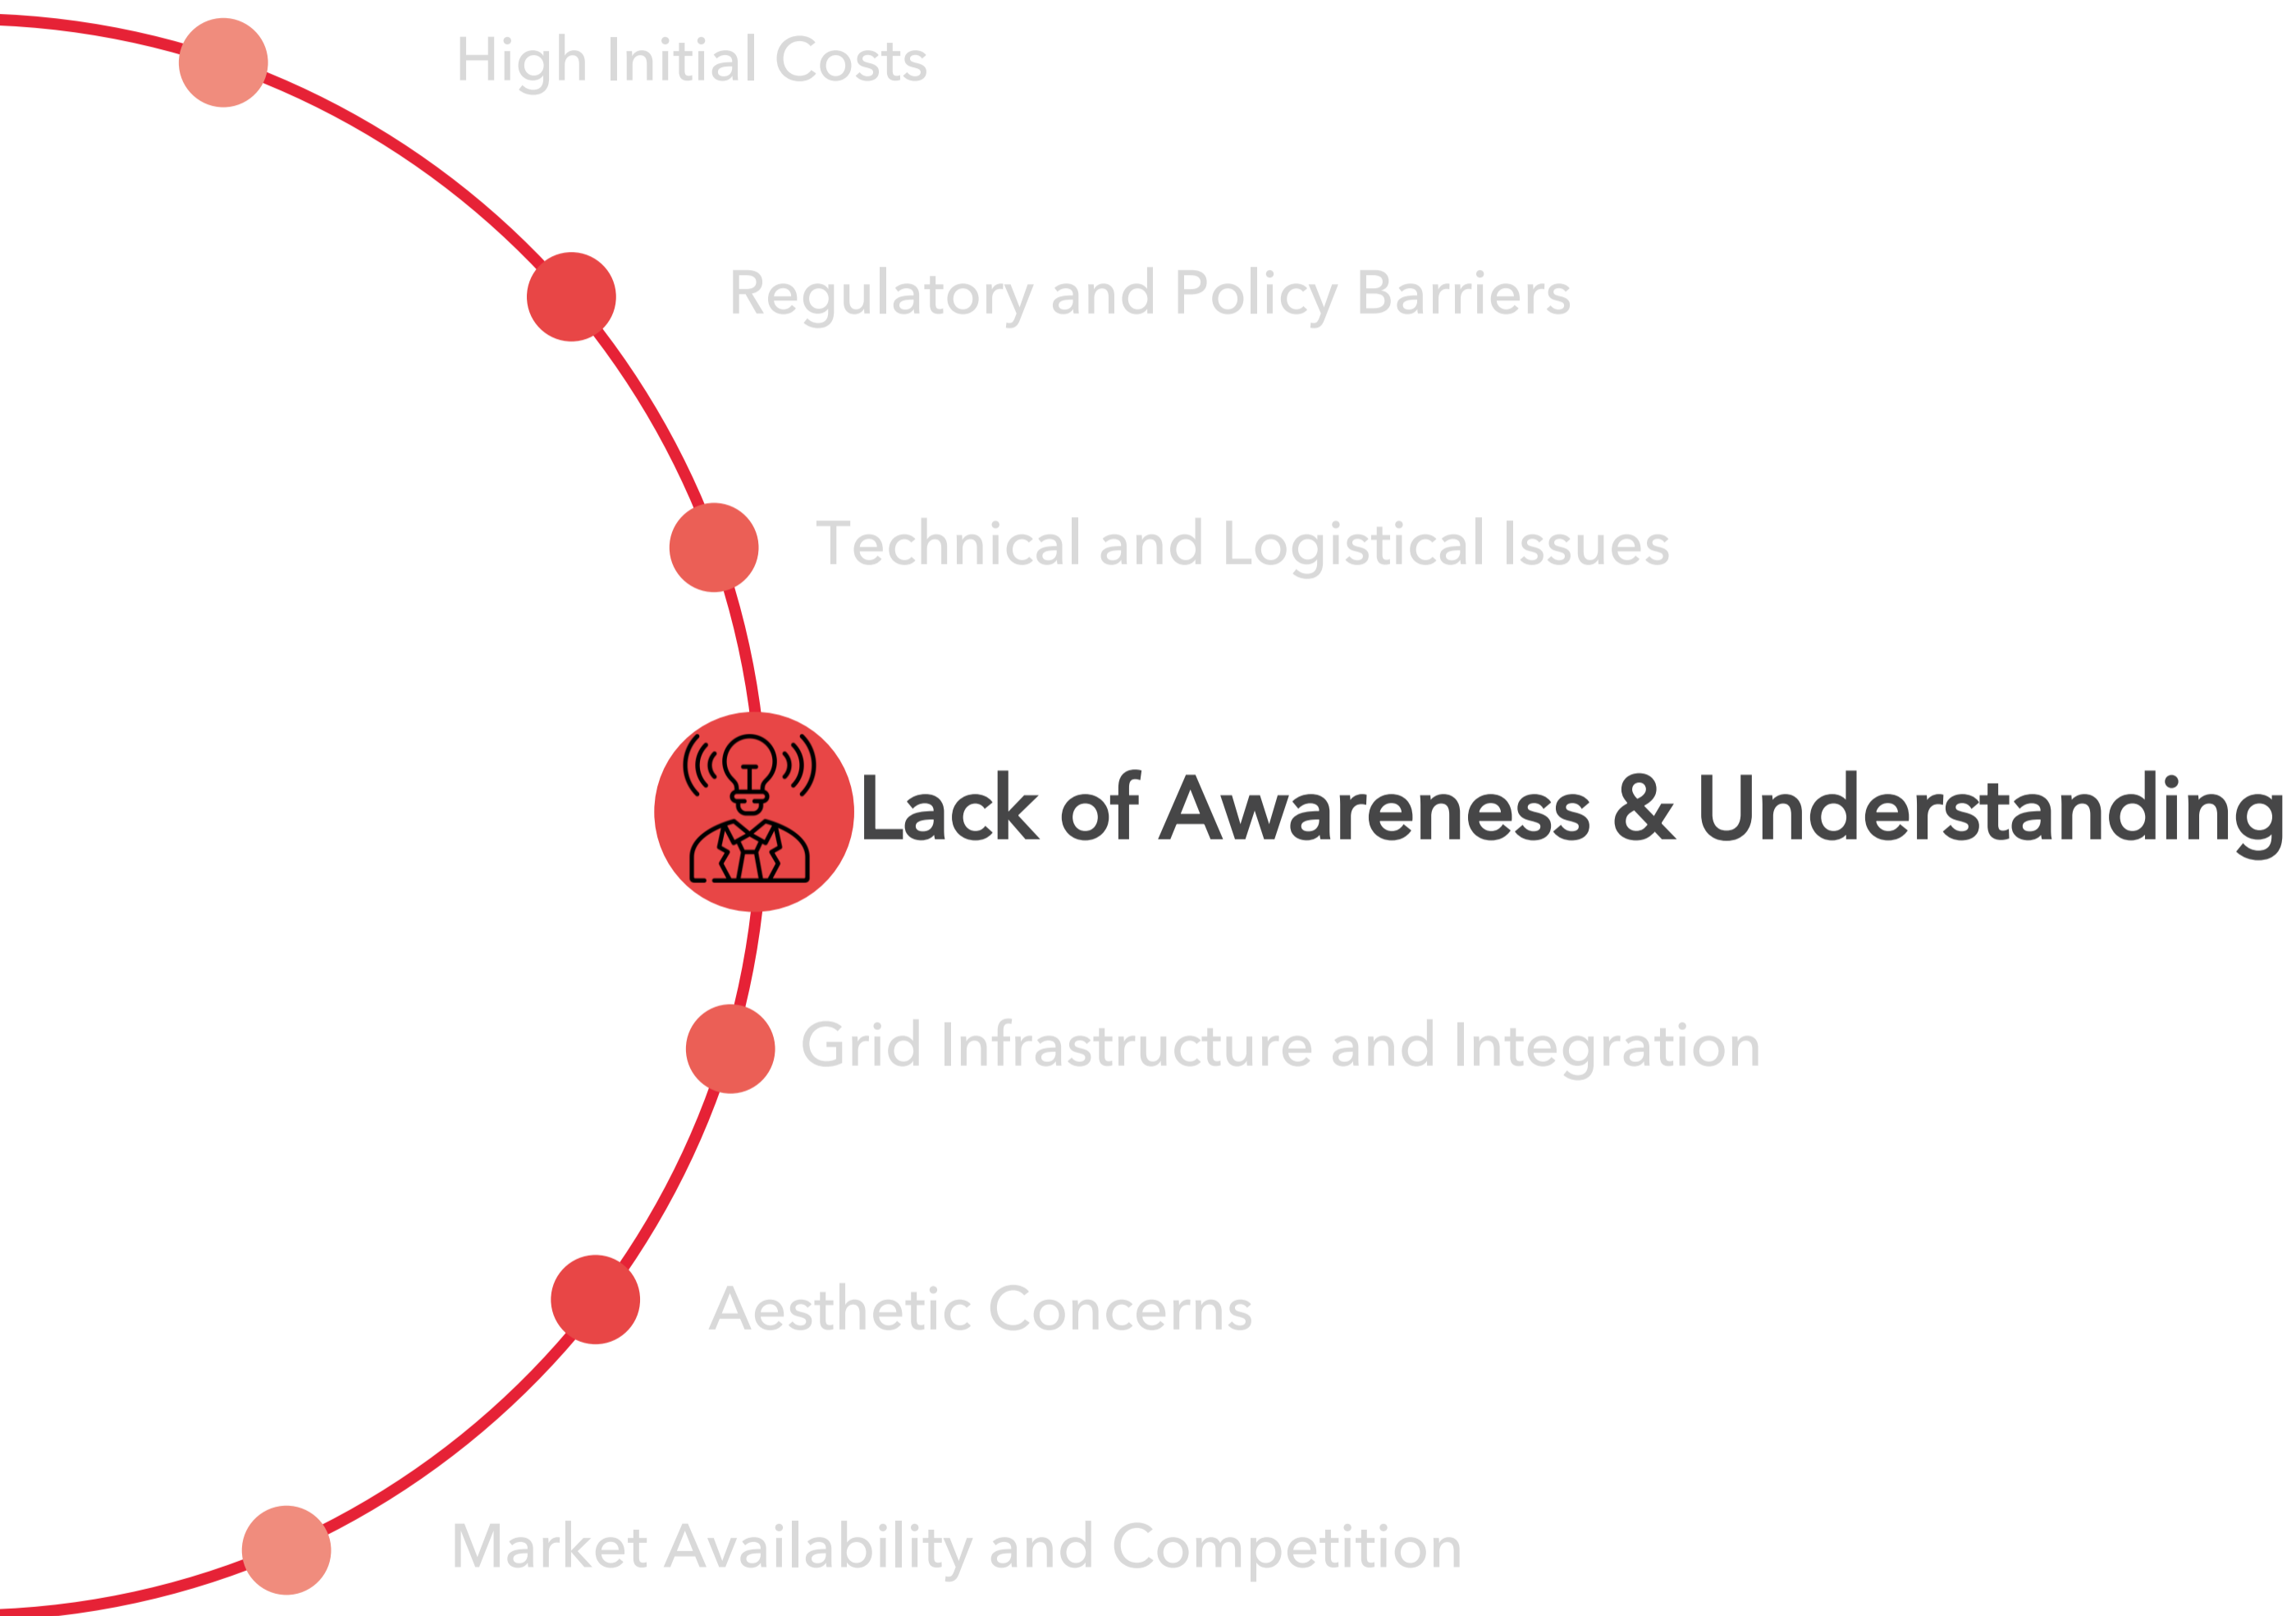 High Initial Costs
Regulatory and Policy Barriers
Technical and Logistical Issues
Lack of Awareness & Understanding
Grid Infrastructure and Integration
Aesthetic Concerns
Market Availability and Competition